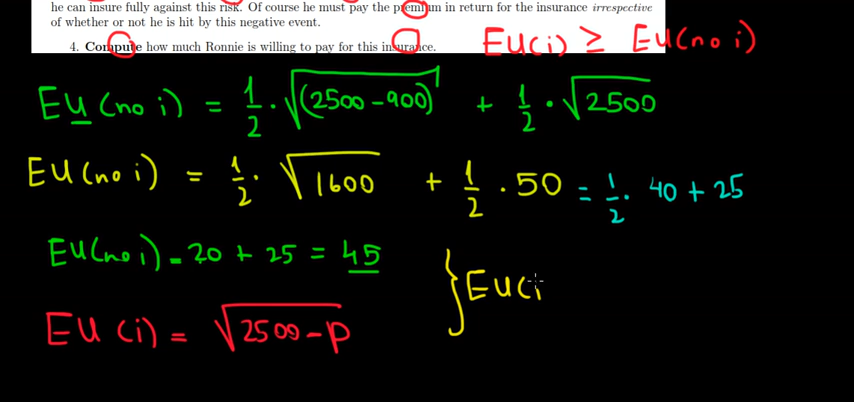 he can insure fully against this risk. Of course he must pay the premium in return for the insurance irrespective
of whether or not he is hit by this negative event.
4. Compute how much Ronnie is willing to pay for this insurance.
EU(i) ≥ EU(no i)
EU(no i) = 1/2 · √(2500 - 900) + 1/2 · √2500
EU(no i) = 1/2 · √1600 + 1/2 · 50 = 1/2 · 40 + 25
EU(no i) = 20 + 25 = 45
} EU(i
EU(i) = √2500 - p